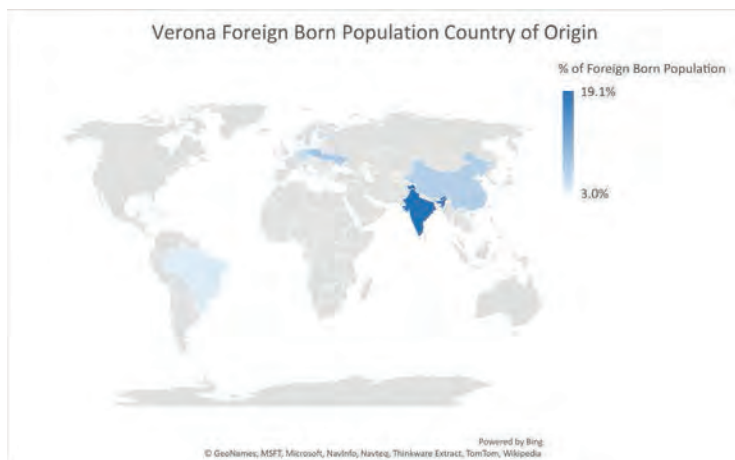 Verona Foreign Born Population Country of Origin
% of Foreign Born Population
19.1%
3.0%
Powered by Bing
© GeoNames, MSFT, Microsoft, NavInfo, Navteq, Thinkware Extract, TomTom, Wikipedia